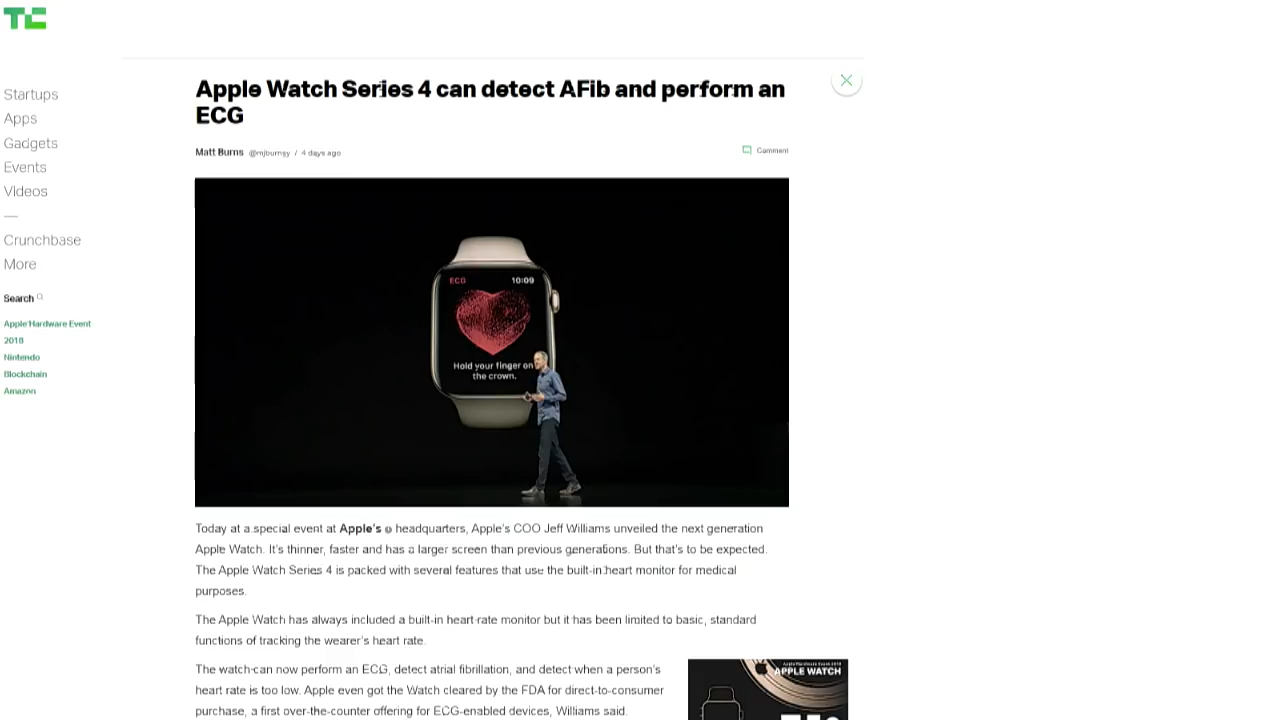 TC
Apple Watch Series 4 can detect AFib and perform an
ECG
Matt Burns @mjburnsy / 4 days ago
Comment
Startups
Apps
Gadgets
Events
Videos
—
Crunchbase
More
Search
Apple Hardware Event
2018
Nintendo
Blockchain
Amazon
ECG 10:09
Hold your finger on
the crown.
Today at a special event at Apple's headquarters, Apple's COO Jeff Williams unveiled the next generation
Apple Watch. It's thinner, faster and has a larger screen than previous generations. But that's to be expected.
The Apple Watch Series 4 is packed with several features that use the built-in heart monitor for medical
purposes.
The Apple Watch has always included a built-in heart-rate monitor but it has been limited to basic, standard
functions of tracking the wearer's heart rate.
The watch can now perform an ECG, detect atrial fibrillation, and detect when a person's
heart rate is too low. Apple even got the Watch cleared by the FDA for direct-to-consumer
purchase, a first over-the-counter offering for ECG-enabled devices, Williams said.
Apple Hardware Event 2018
APPLE WATCH